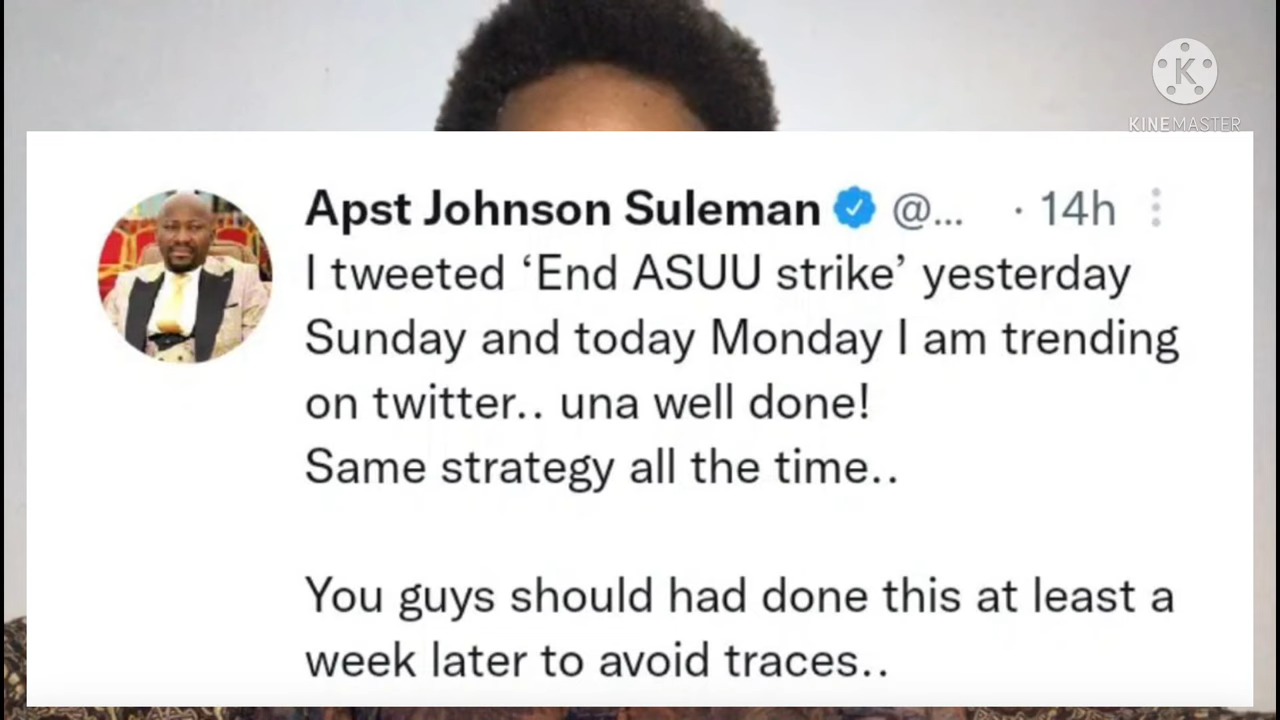 K
KINEMASTER
Apst Johnson Suleman @... · 14h
I tweeted ‘End ASUU strike’ yesterday
Sunday and today Monday I am trending
on twitter.. una well done!
Same strategy all the time..
You guys should had done this at least a
week later to avoid traces..